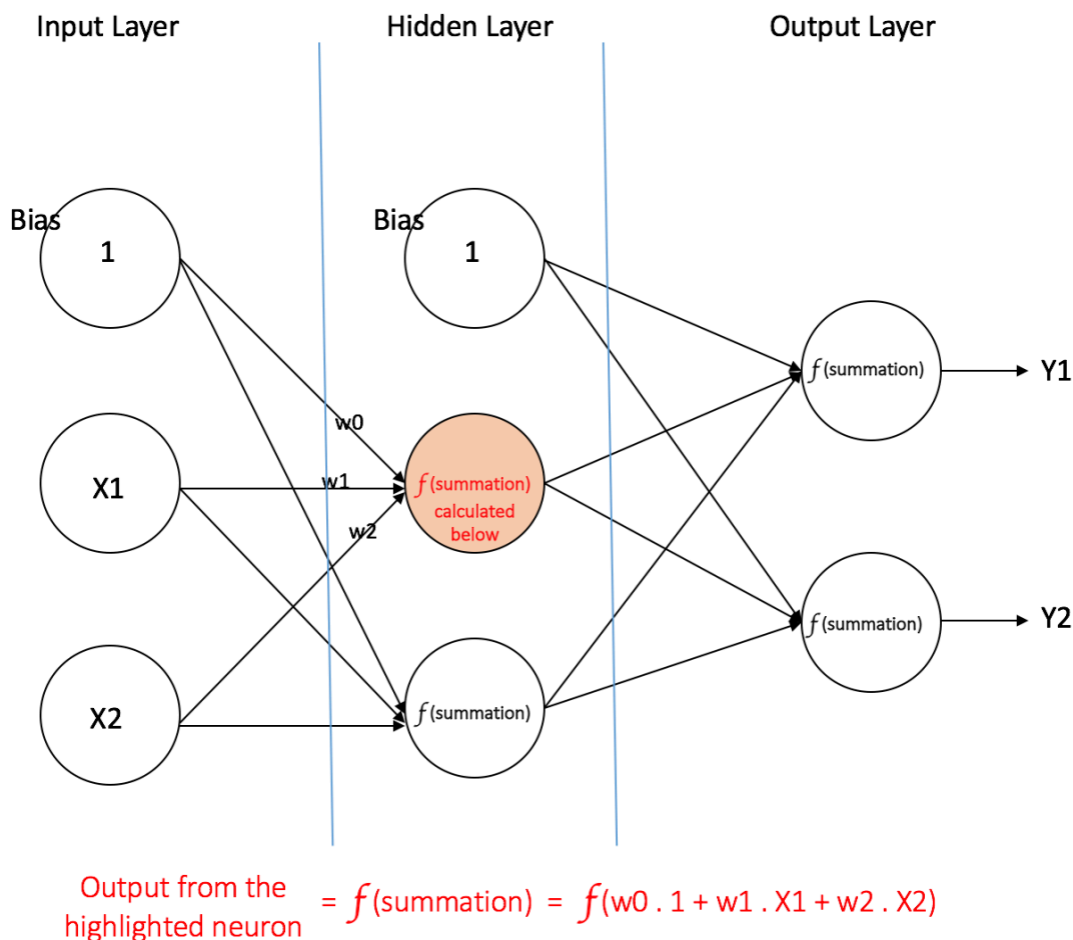 Input Layer
Hidden Layer
Output Layer
Bias
1
Bias
1
f(summation)
Y1
w0
X1
w1
f(summation)
calculated
below
w2
f(summation)
Y2
X2
f(summation)
Output from the
highlighted neuron
= f(summation) = f(w0 . 1 + w1 . X1 + w2 . X2)